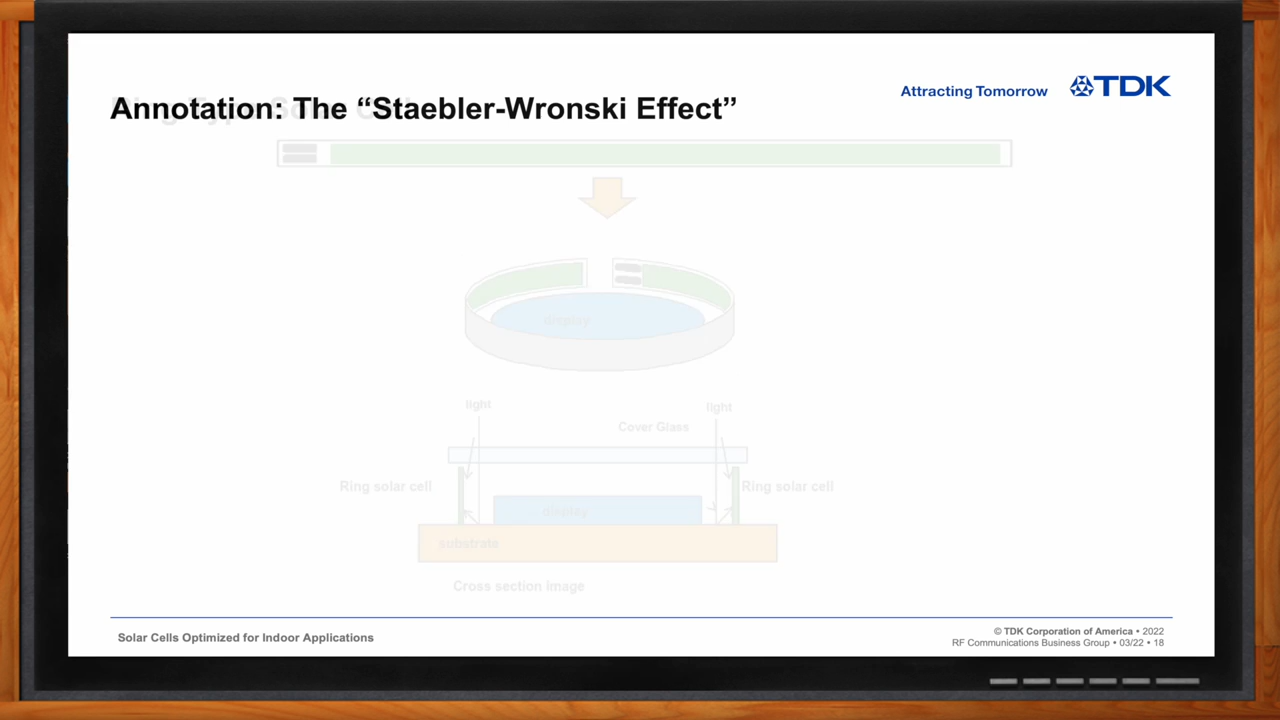 Annotation: The “Staebler-Wronski Effect”
Attracting Tomorrow
TDK
display
light
light
Cover Glass
Ring solar cell
Ring solar cell
display
substrate
Cross section image
Solar Cells Optimized for Indoor Applications
© TDK Corporation of America • 2022
RF Communications Business Group • 03/22 • 18